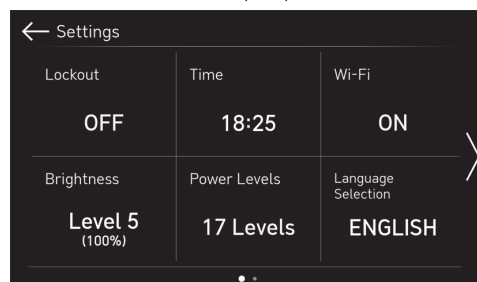 Settings
Lockout
OFF
Time
18:25
Wi-Fi
ON
Brightness
Level 5
(100%)
Power Levels
17 Levels
Language
Selection
ENGLISH